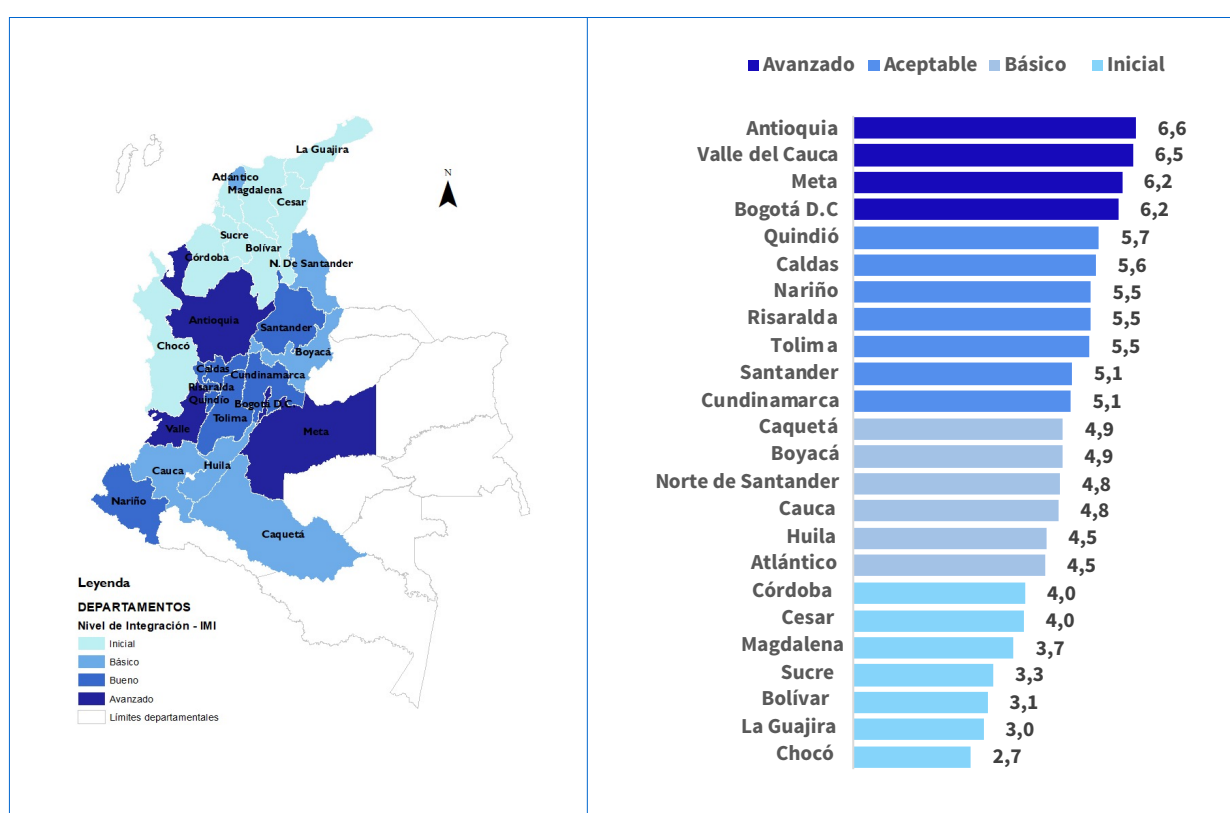 La Guajira
N
Atlántico
Magdalena
Cesar
Sucre
Bolívar
Córdoba
N. De Santander
Antioquia
Santander
Chocó
Boyacá
Caldas
Cundinamarca
Risaralda
Quindio
Bogotá D.C.
Tolima
Valle
Meta
Cauca
Huila
Nariño
Caquetá
Leyenda
DEPARTAMENTOS
Nivel de Integración - IMI
Inicial
Básico
Bueno
Avanzado
Límites departamentales
Avanzado Aceptable Básico Inicial
Antioquia 6,6
Valle del Cauca 6,5
Meta 6,2
Bogotá D.C 6,2
Quindió 5,7
Caldas 5,6
Nariño 5,5
Risaralda 5,5
Tolima 5,5
Santander 5,1
Cundinamarca 5,1
Caquetá 4,9
Boyacá 4,9
Norte de Santander 4,8
Cauca 4,8
Huila 4,5
Atlántico 4,5
Córdoba 4,0
Cesar 4,0
Magdalena 3,7
Sucre 3,3
Bolívar 3,1
La Guajira 3,0
Chocó 2,7